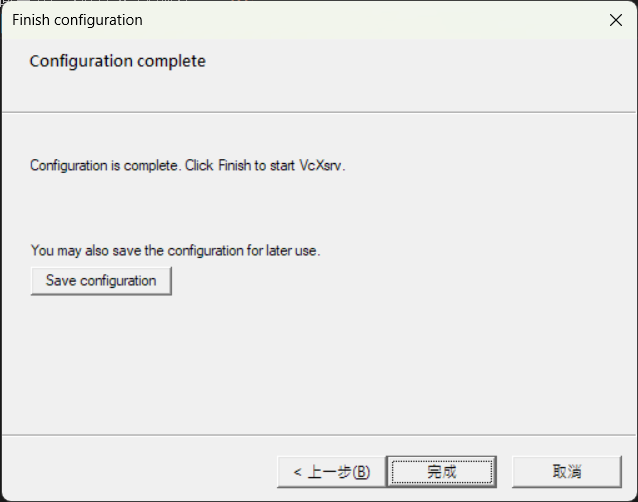 Finish configuration
Configuration complete
Configuration is complete. Click Finish to start VcXsrv.
You may also save the configuration for later use.
Save configuration
< 上一步(B)
完成
取消